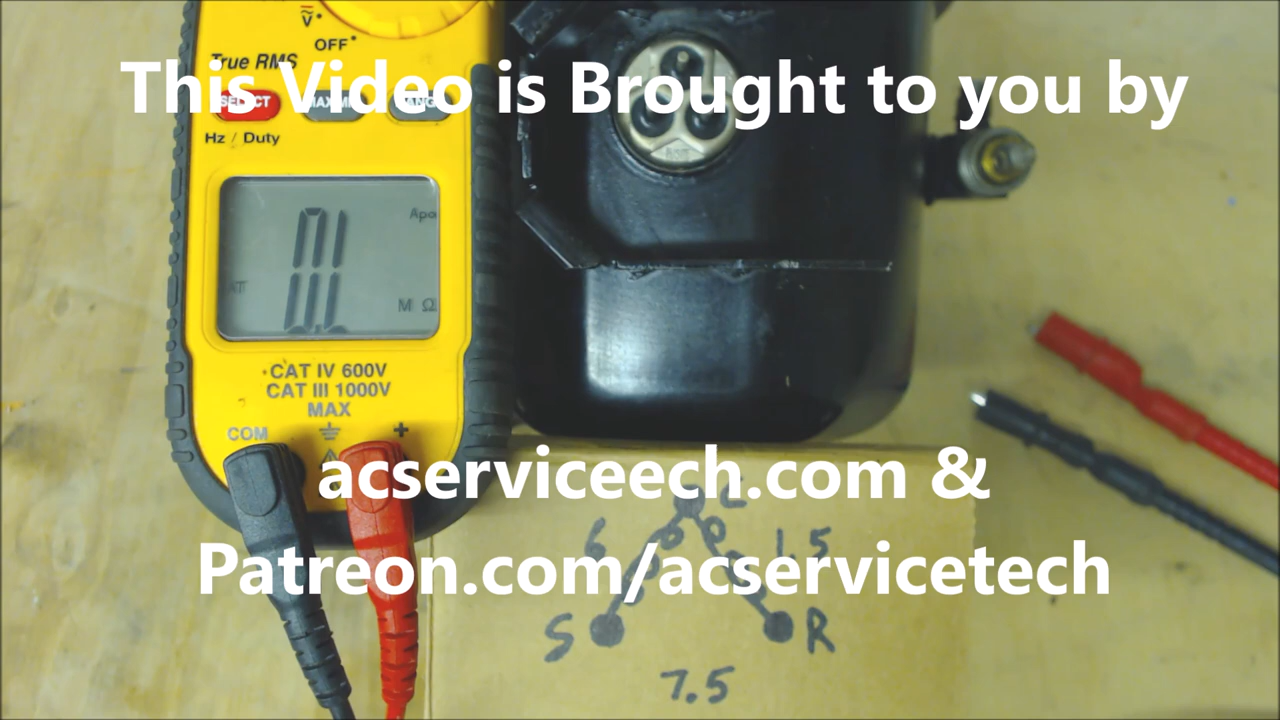 V
OFF
True RMS
This Video is Brought to you by
SELECT
Hz / Duty
Apo
0.L
M Ω
CAT IV 600V
CAT III 1000V
MAX
COM +
acserviceech.com &
C
6 1.5
Patreon.com/acservicetech
S R
7.5